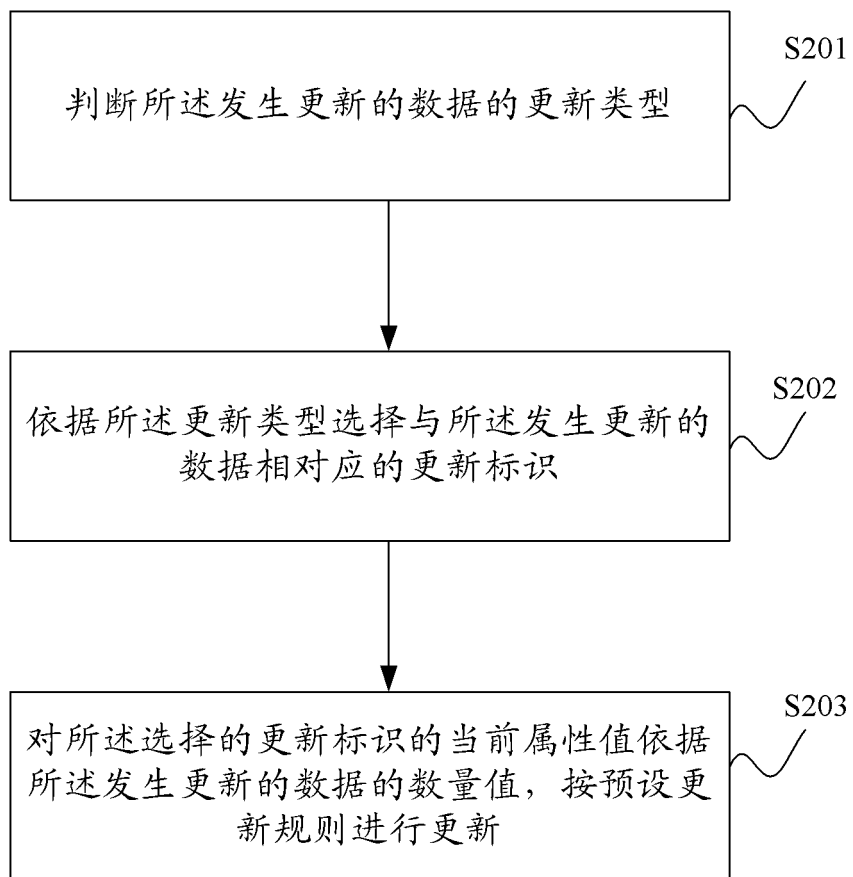 S201
判断所述发生更新的数据的更新类型
S202
依据所述更新类型选择与所述发生更新的
数据相对应的更新标识
S203
对所述选择的更新标识的当前属性值依据
所述发生更新的数据的数量值，按预设更
新规则进行更新